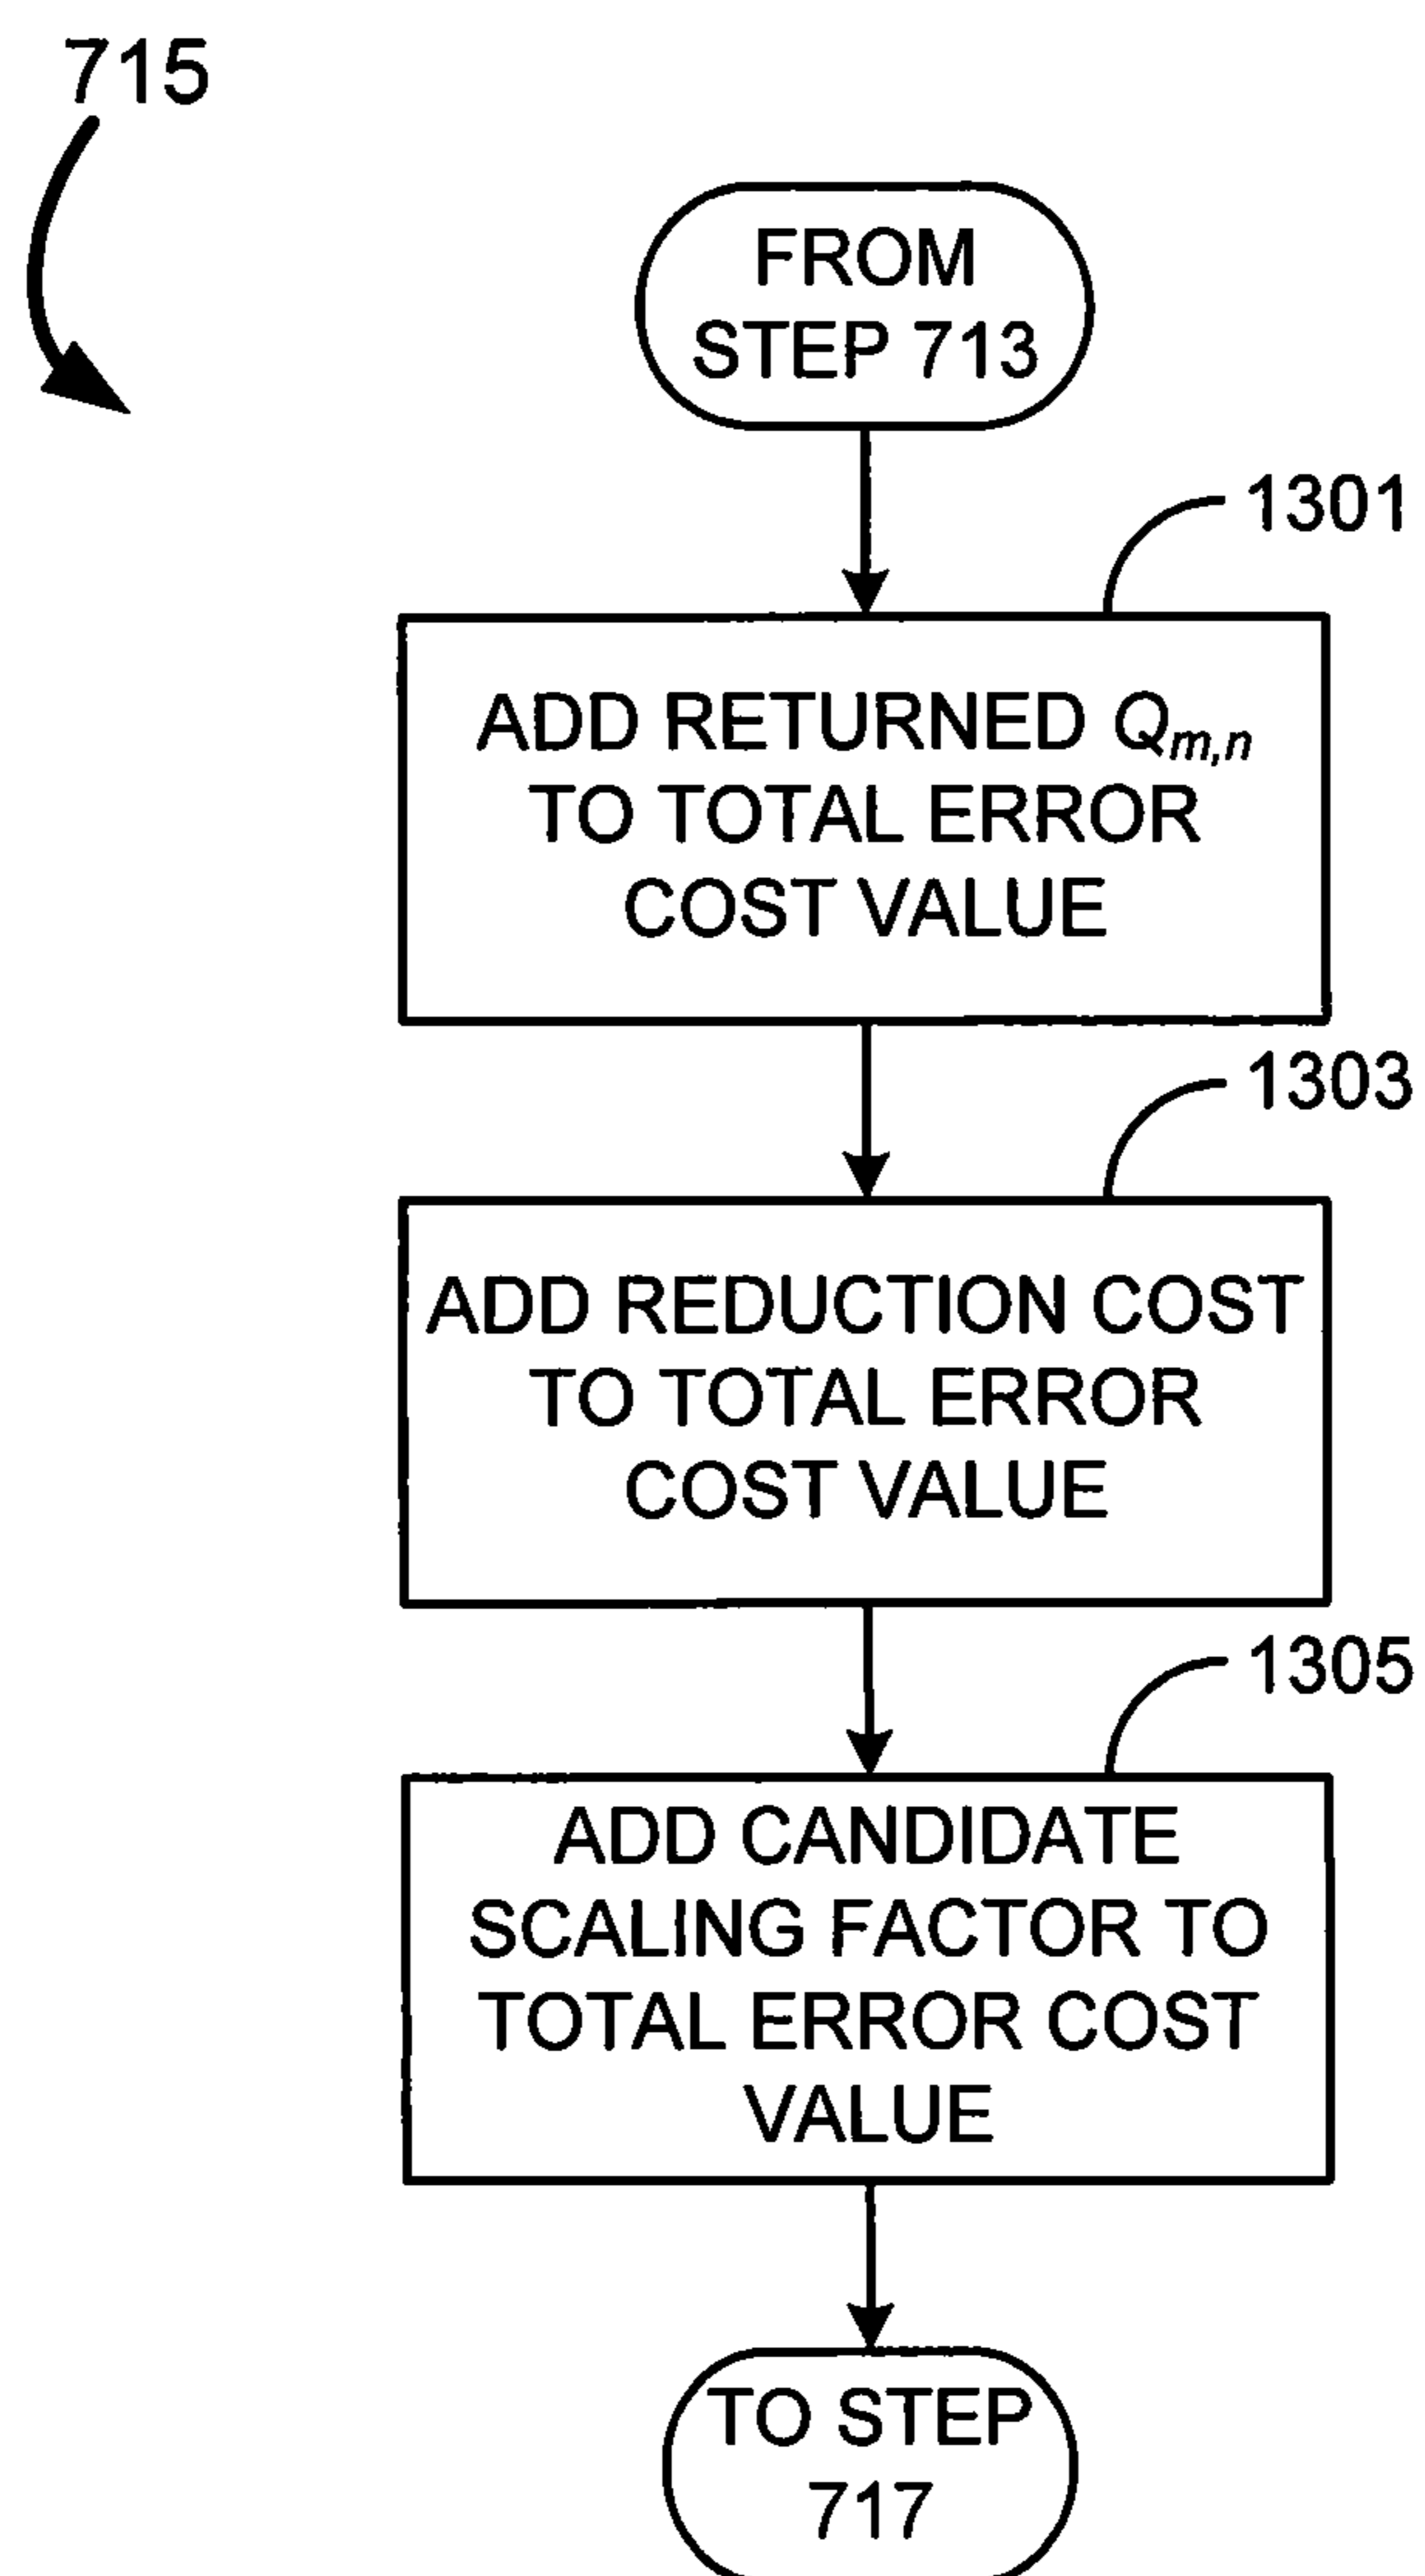 715
FROM
STEP 713
1301
ADD RETURNED Qm,n
TO TOTAL ERROR
COST VALUE
1303
ADD REDUCTION COST
TO TOTAL ERROR
COST VALUE
1305
ADD CANDIDATE
SCALING FACTOR TO
TOTAL ERROR COST
VALUE
TO STEP
717